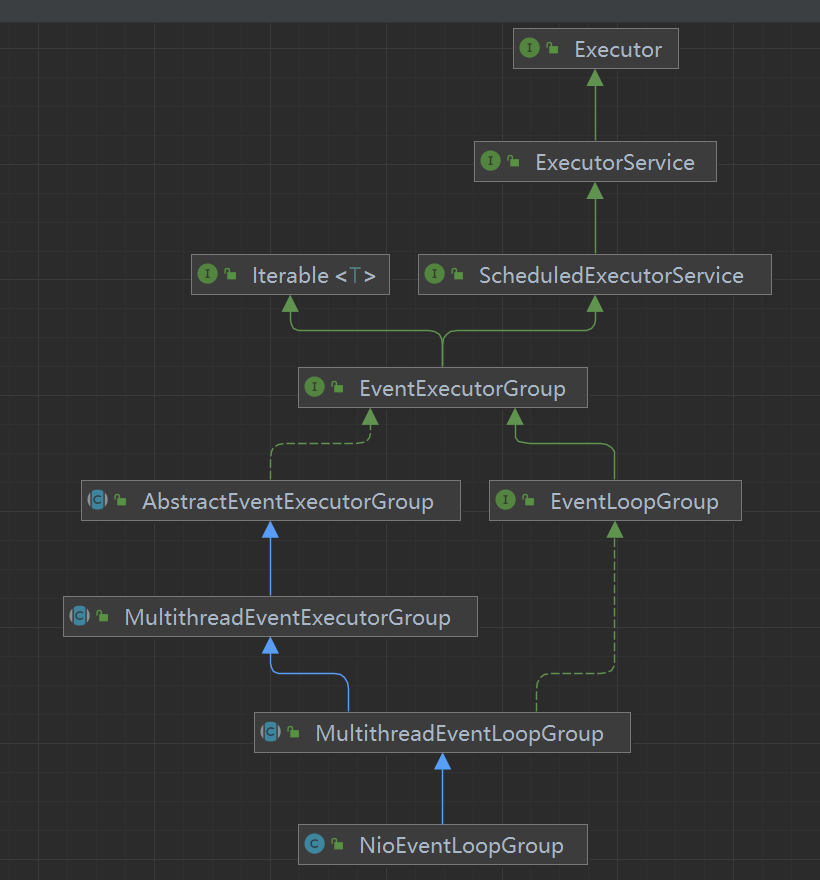 I Executor
I ExecutorService
I Iterable <T>
I ScheduledExecutorService
I EventExecutorGroup
C AbstractEventExecutorGroup
I EventLoopGroup
C MultithreadEventExecutorGroup
C MultithreadEventLoopGroup
C NioEventLoopGroup